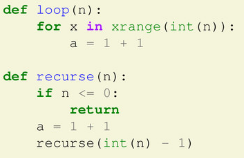 def loop(n):
    for x in xrange(int(n)):
        a = 1 + 1

def recurse(n):
    if n <= 0:
        return
    a = 1 + 1
    recurse(int(n) - 1)